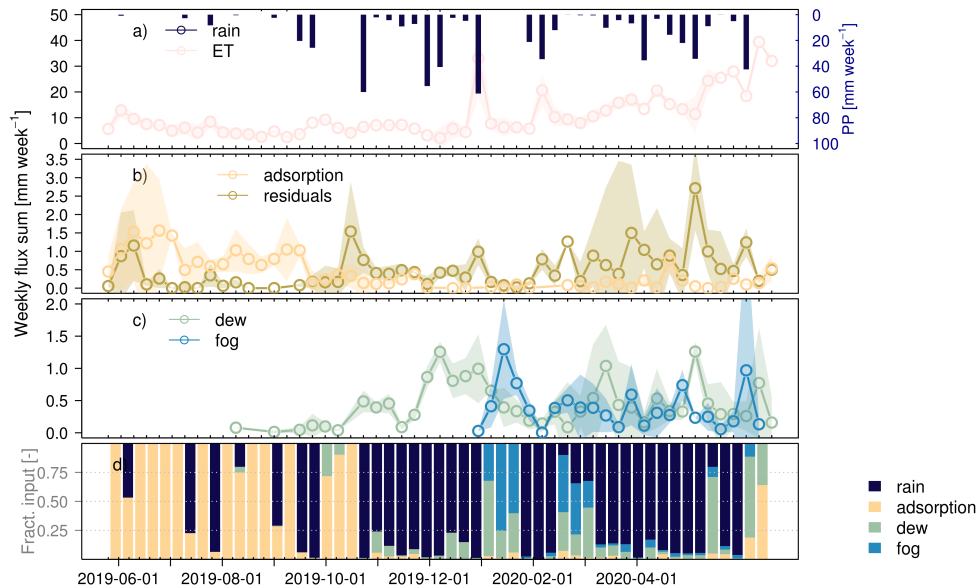 50
40
30
20
10
0
a)
rain
ET
0
20
40
60
80
100
PP [mm week⁻¹]
Weekly flux sum [mm week⁻¹]
3.5
3.0
2.5
2.0
1.5
1.0
0.5
0.0
b)
adsorption
residuals
2.0
1.5
1.0
0.5
0.0
c)
dew
fog
Fract. input [-]
0.75
0.50
0.25
d)
2019-06-01 2019-08-01 2019-10-01 2019-12-01 2020-02-01 2020-04-01
rain
adsorption
dew
fog